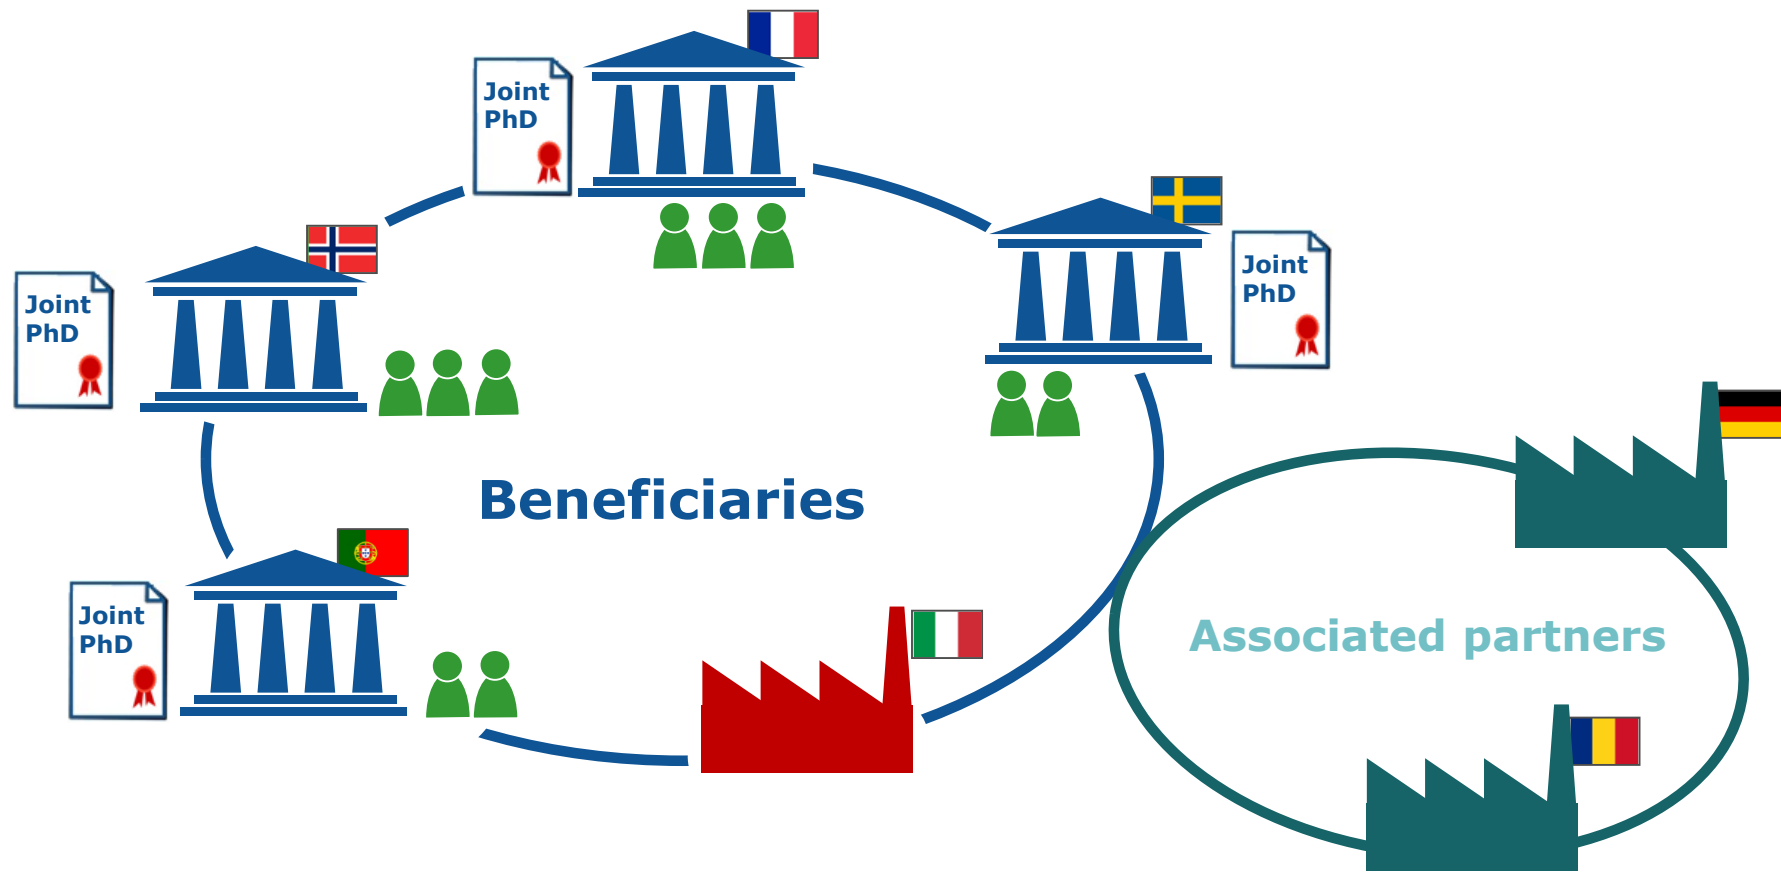 Joint
PhD
Joint
PhD
Joint
PhD
Beneficiaries
Joint
PhD
Associated partners